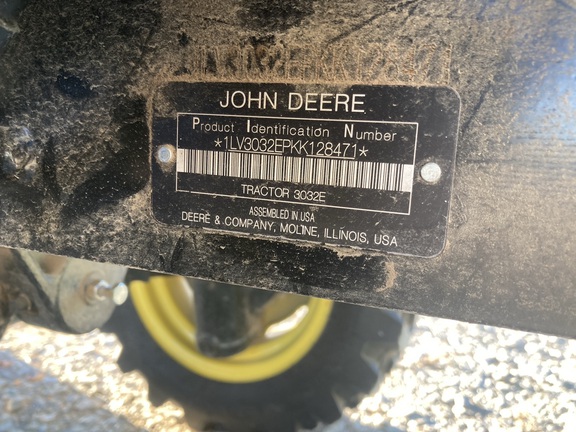 JOHN DEERE
Product Identification Number
*1LV3032EPKK128471*
TRACTOR 3032E
ASSEMBLED IN USA
DEERE & COMPANY, MOLINE, ILLINOIS, USA